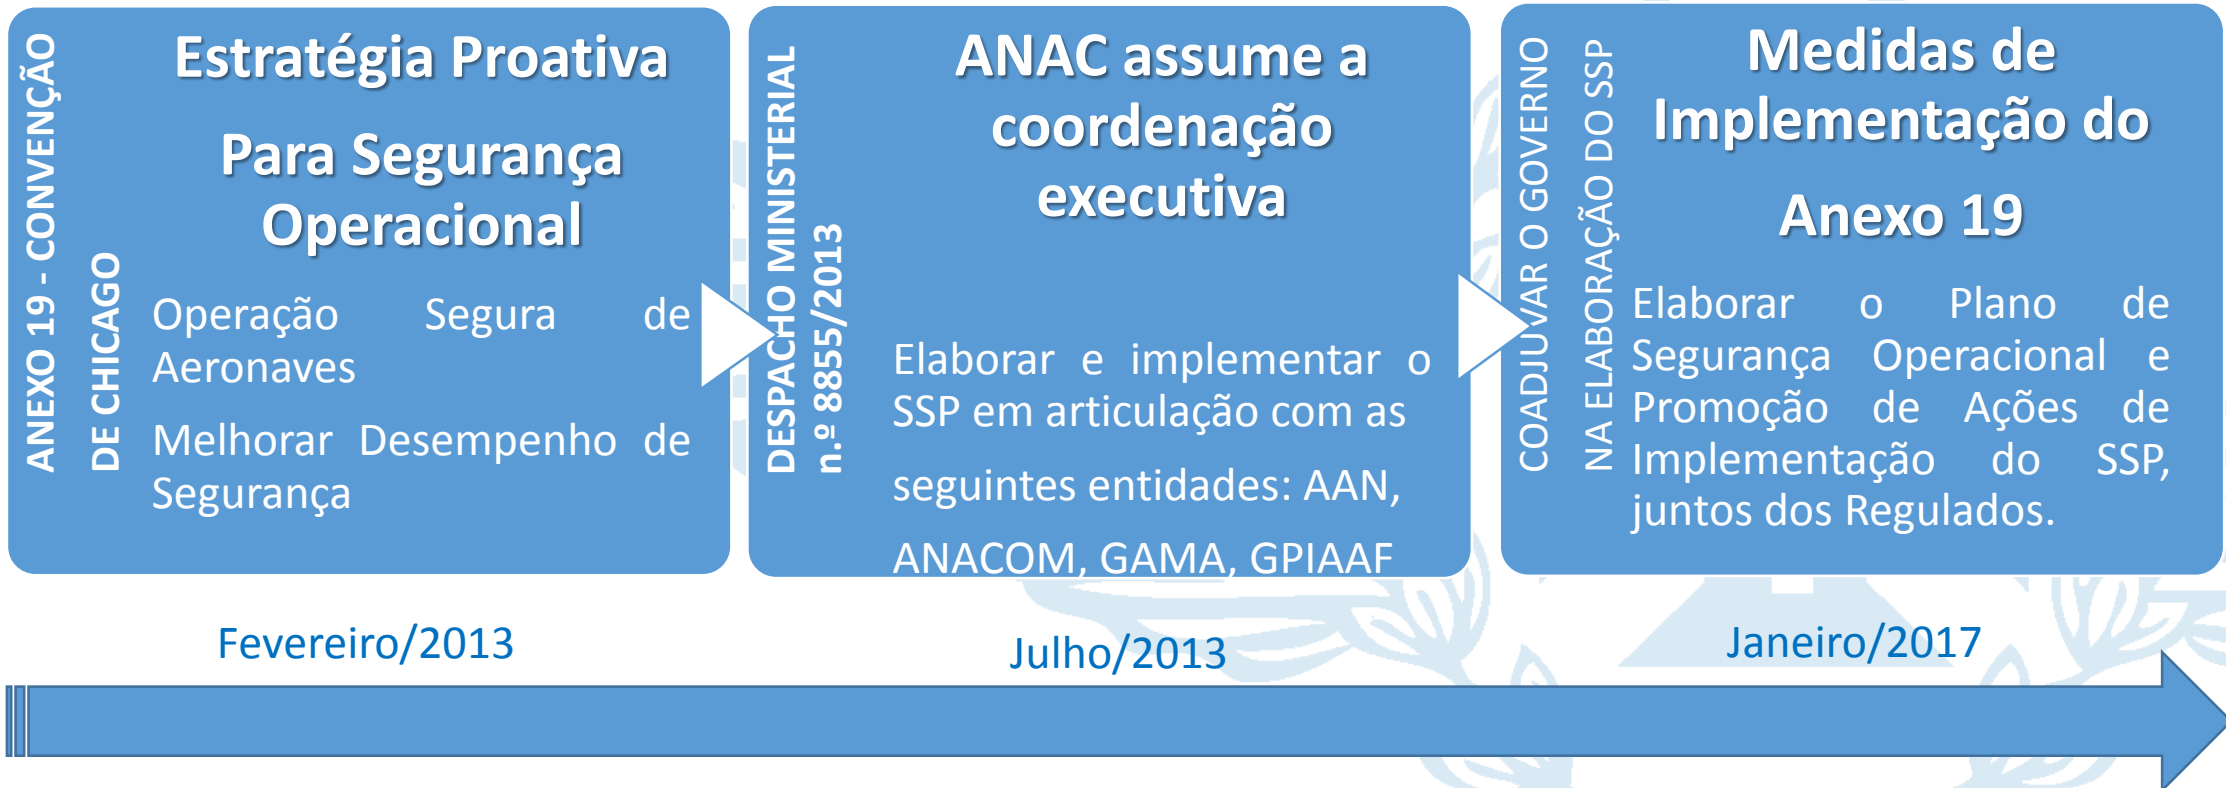 ANEXO 19 - CONVENÇÃO
DE CHICAGO
Estratégia Proativa
Para Segurança
Operacional
Operação Segura de
Aeronaves
Melhorar Desempenho de
Segurança
DESPACHO MINISTERIAL
n.º 8855/2013
ANAC assume a
coordenação
executiva
Elaborar e implementar o
SSP em articulação com as
seguintes entidades: AAN,
ANACOM, GAMA, GPIAAF
COADJUVAR O GOVERNO
NA ELABORAÇÃO DO SSP
Medidas de
Implementação do
Anexo 19
Elaborar o Plano de
Segurança Operacional e
Promoção de Ações de
Implementação do SSP,
juntos dos Regulados.
Fevereiro/2013
Julho/2013
Janeiro/2017